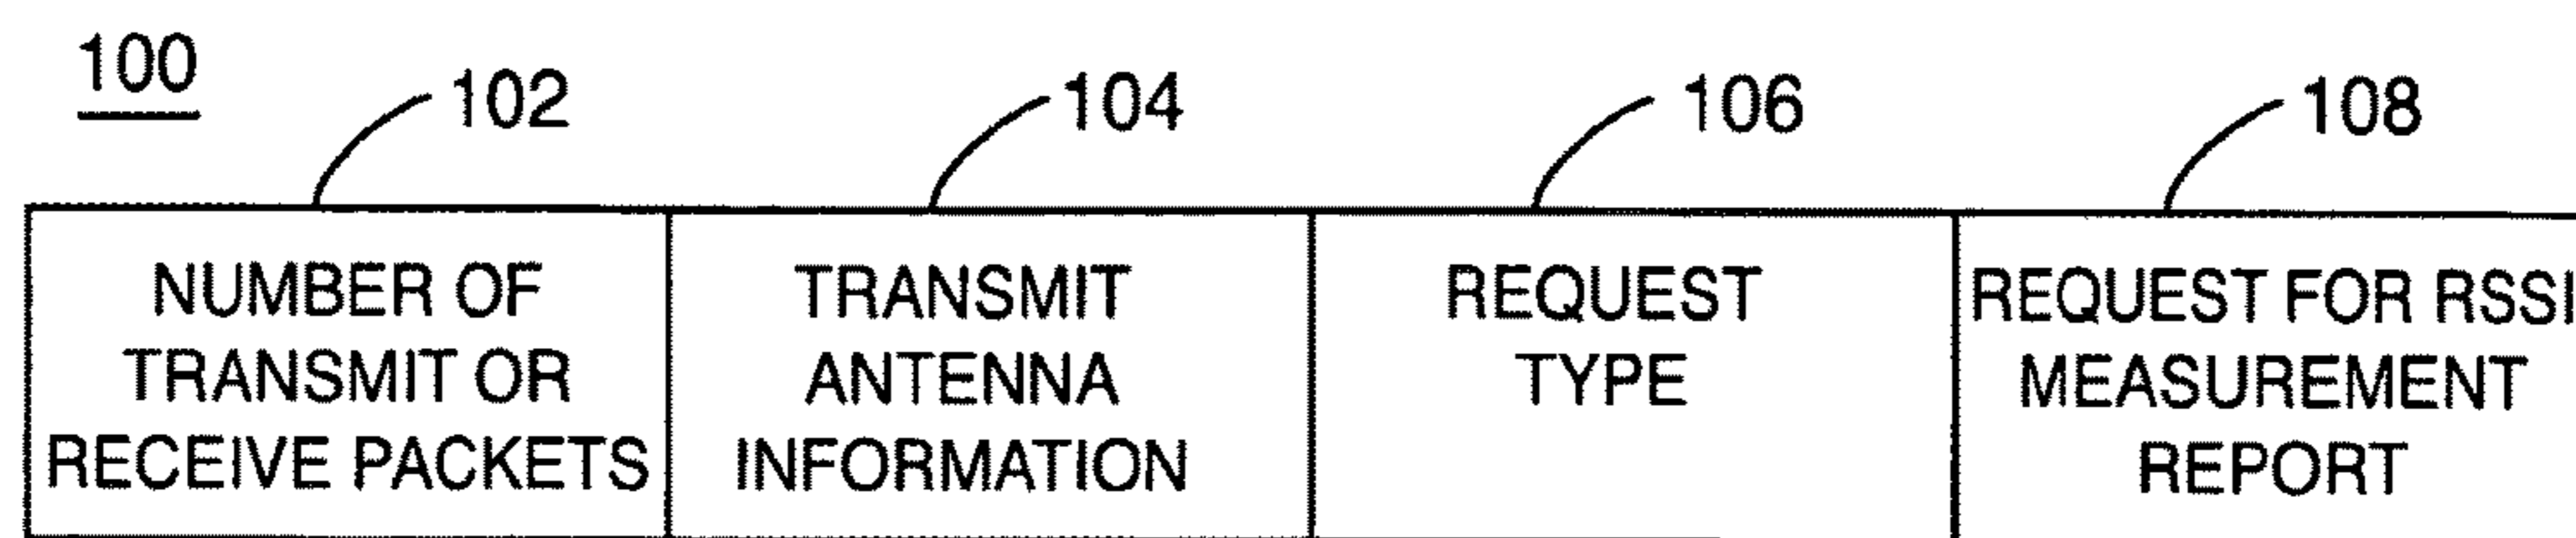 100
102
104
106
108
NUMBER OF
TRANSMIT OR
RECEIVE PACKETS
TRANSMIT
ANTENNA
INFORMATION
REQUEST
TYPE
REQUEST FOR RSSI
MEASUREMENT
REPORT